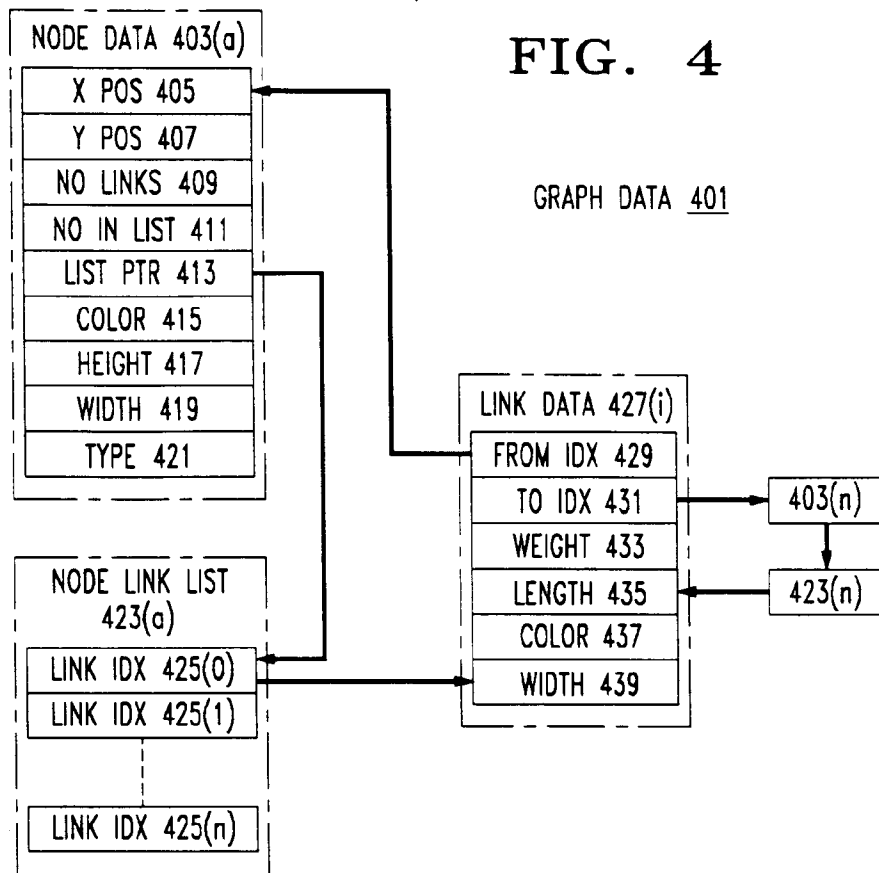 FIG. 4
GRAPH DATA 401
NODE DATA 403(a)
X POS 405
Y POS 407
NO LINKS 409
NO IN LIST 411
LIST PTR 413
COLOR 415
HEIGHT 417
WIDTH 419
TYPE 421
NODE LINK LIST
423(a)
LINK IDX 425(0)
LINK IDX 425(1)
LINK IDX 425(n)
LINK DATA 427(i)
FROM IDX 429
TO IDX 431
WEIGHT 433
LENGTH 435
COLOR 437
WIDTH 439
403(n)
423(n)